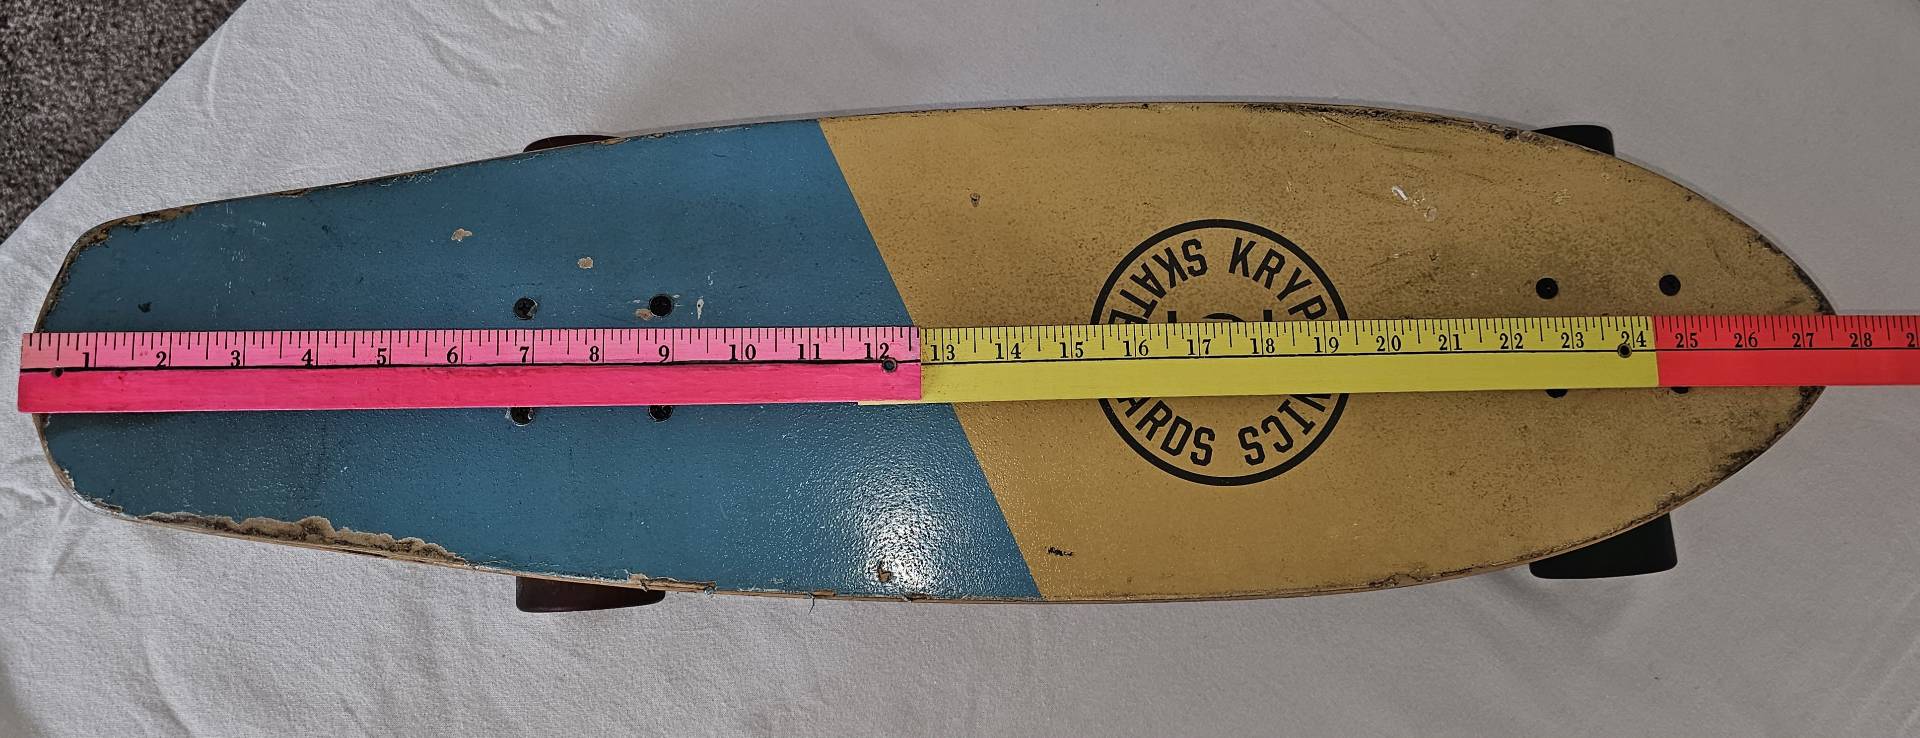 SKATE KRYP
1 2 3 4 5 6 7 8 9 10 11 12 13 14 15 16 17 18 19 20 21 22 23 24 25 26 27 28
ARDS NICS